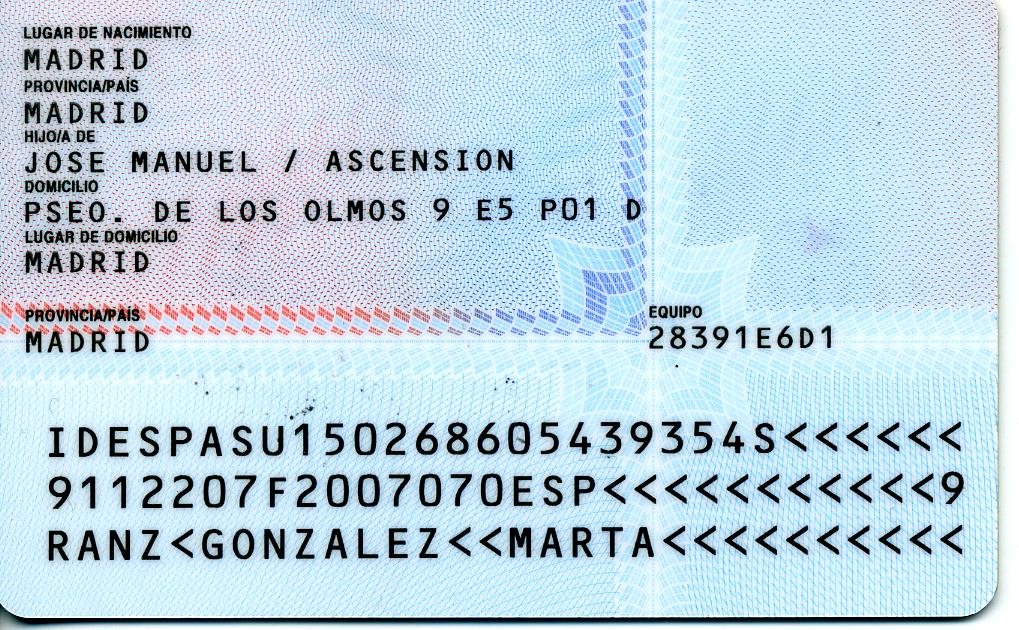 LUGAR DE NACIMIENTO
MADRID
PROVINCIA/PAÍS
MADRID
HIJO/A DE
JOSE MANUEL / ASCENSION
DOMICILIO
PSEO. DE LOS OLMOS 9 E5 P01 D
LUGAR DE DOMICILIO
MADRID
PROVINCIA/PAÍS
MADRID
EQUIPO
28391E6D1
IDESPASU150268605439354S<<<<<<
9112207F2007070ESP<<<<<<<<<<<9
RANZ<GONZALEZ<<MARTA<<<<<<<<<<